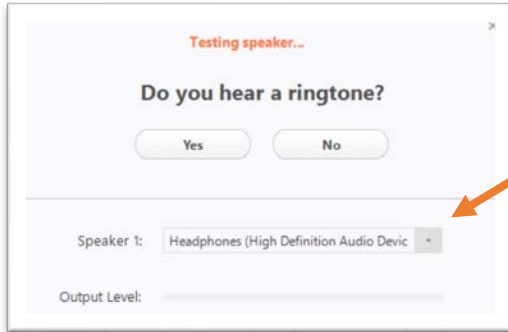 Testing speaker...
Do you hear a ringtone?
Yes No
Speaker 1: Headphones (High Definition Audio Devic
Output Level: